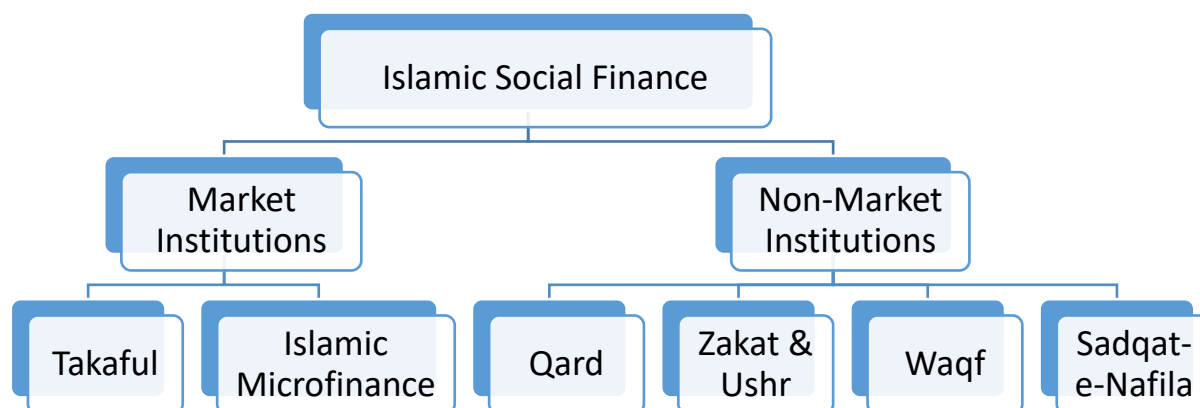 Islamic Social Finance
Market
Institutions
Non-Market
Institutions
Takaful
Islamic
Microfinance
Qard
Zakat &
Ushr
Waqf
Sadqat-
e-Nafila